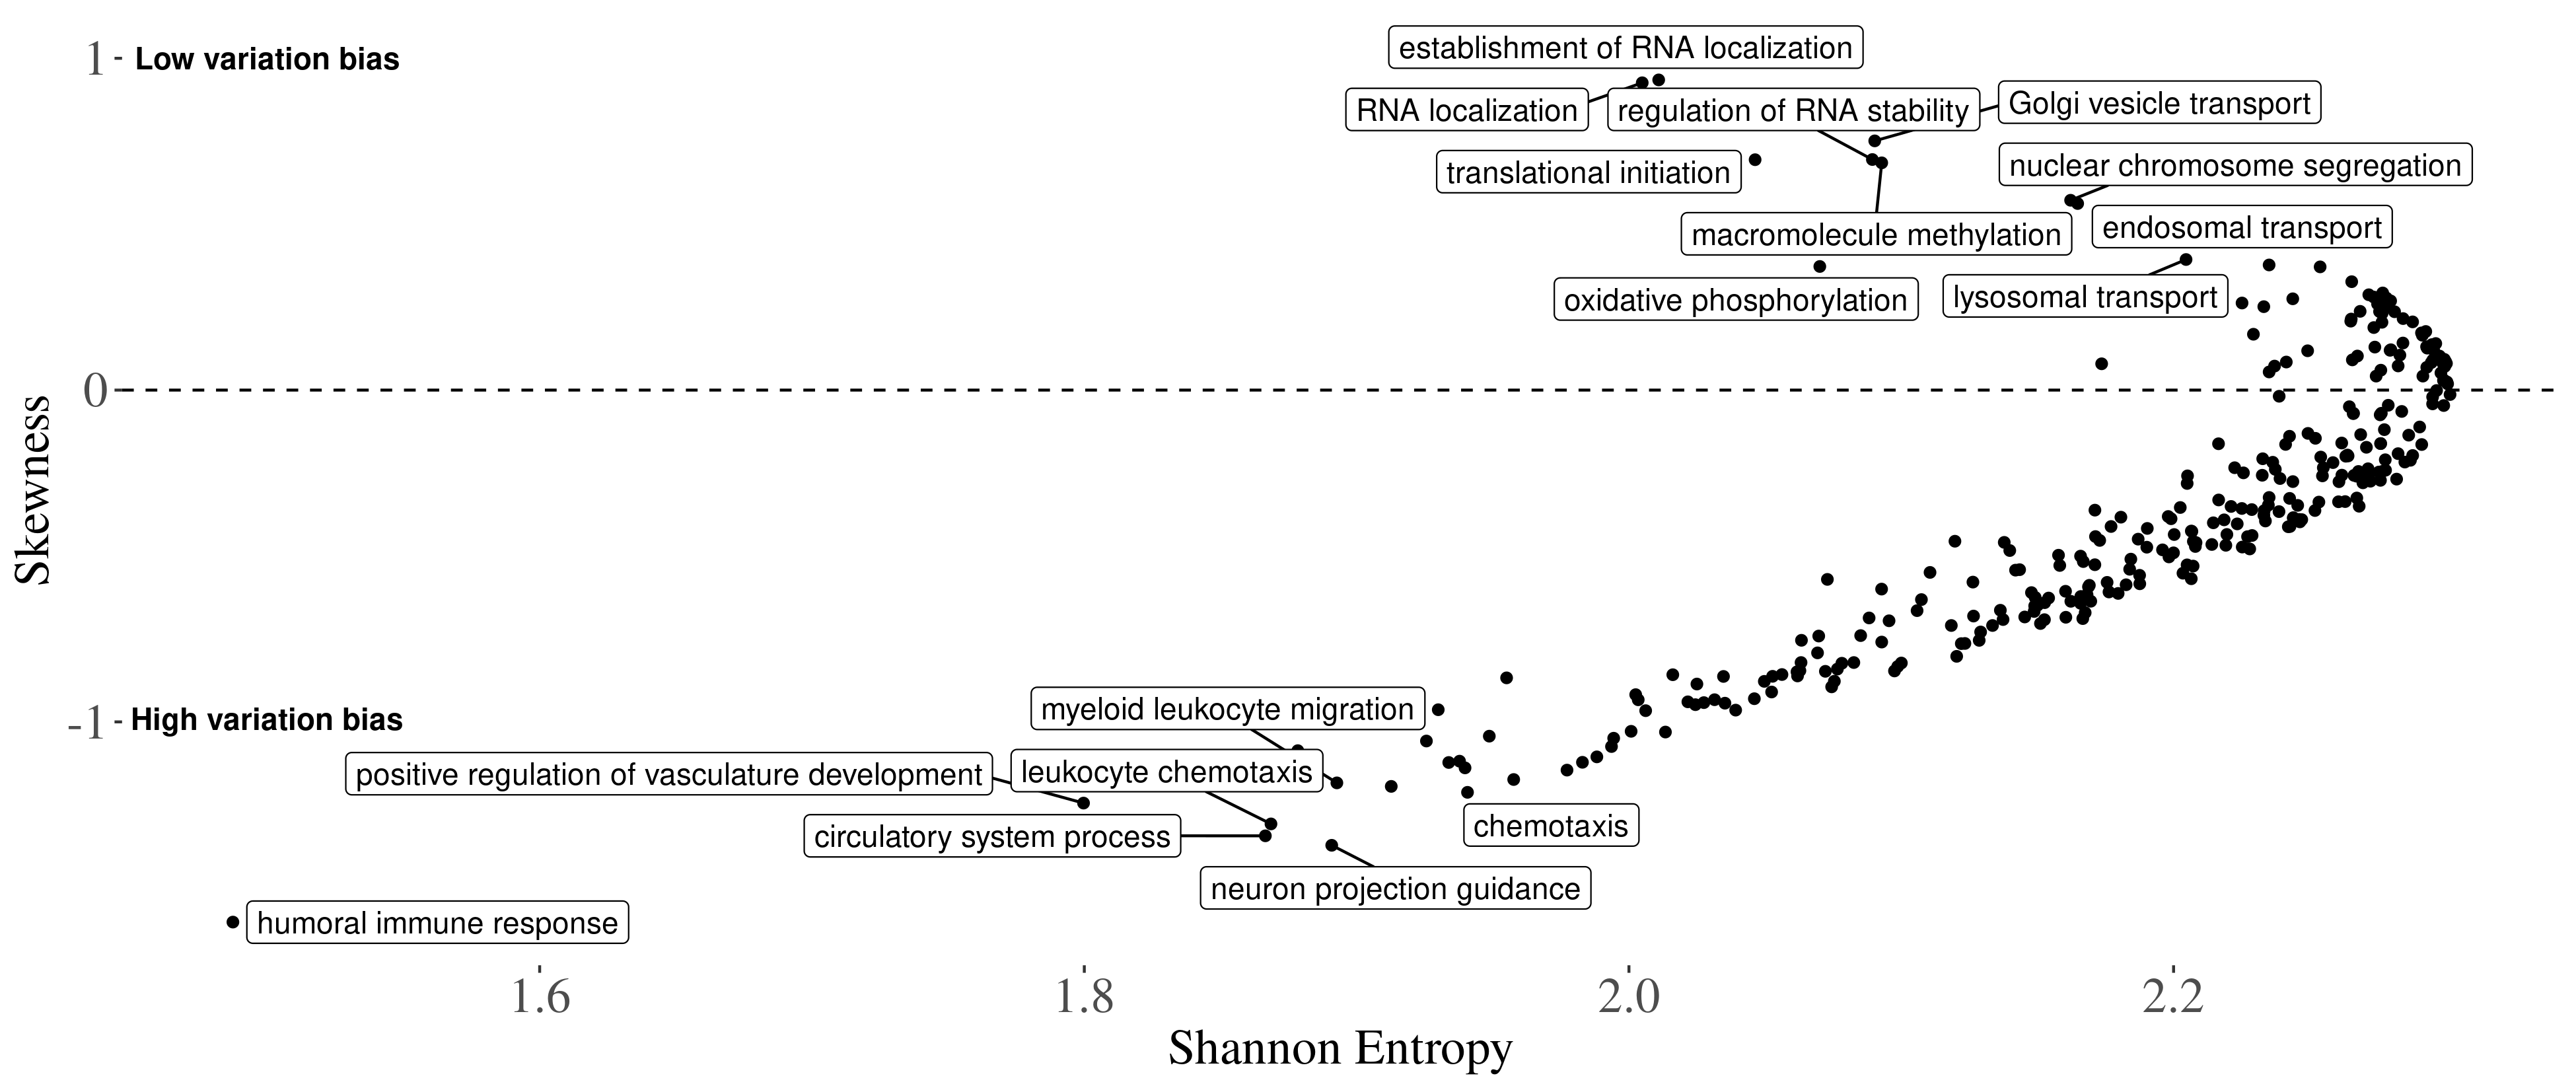 establishment of RNA localization
1
Low variation bias
RNA localization
regulation of RNA stability
Golgi vesicle transport
translational initiation
nuclear chromosome segregation
macromolecule methylation
endosomal transport
oxidative phosphorylation
lysosomal transport
0
Skewness
myeloid leukocyte migration
-1
High variation bias
positive regulation of vasculature development
leukocyte chemotaxis
circulatory system process
chemotaxis
neuron projection guidance
humoral immune response
1.6
1.8
2.0
2.2
Shannon Entropy